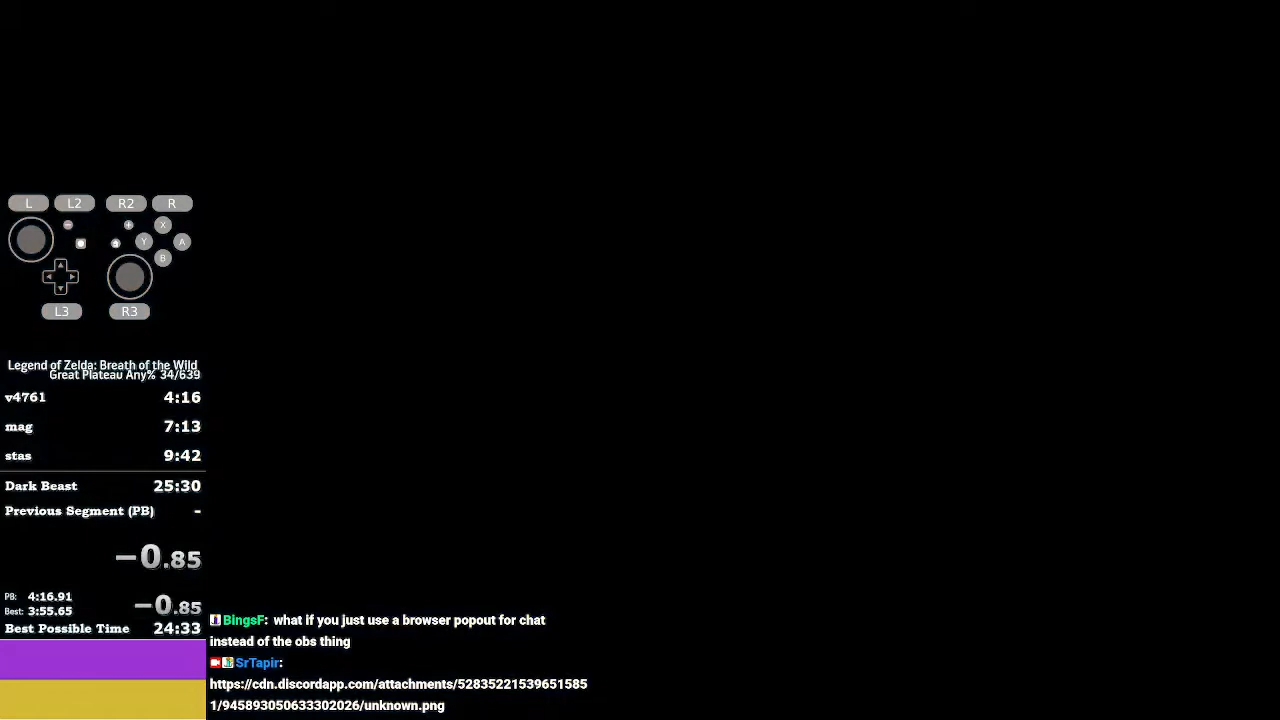 L L2 R2 R
X
Y A
B
L3 R3
Legend of Zelda: Breath of the Wild
Great Plateau Any% 34/639
v4761 4:16
mag 7:13
stas 9:42
Dark Beast 25:30
Previous Segment (PB) -
-0.85
PB: 4:16.91
Best: 3:55.65 -0.85
Best Possible Time 24:33
BingsF: what if you just use a browser popout for chat
instead of the obs thing
SrTapir:
https://cdn.discordapp.com/attachments/52835221539651585
1/945893050633302026/unknown.png